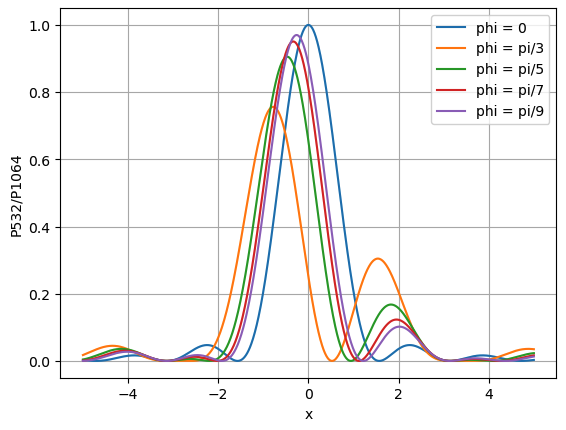 phi = 0
phi = pi/3
phi = pi/5
phi = pi/7
phi = pi/9
1.0
0.8
0.6
0.4
0.2
0.0
P532/P1064
−4
−2
0
2
4
x